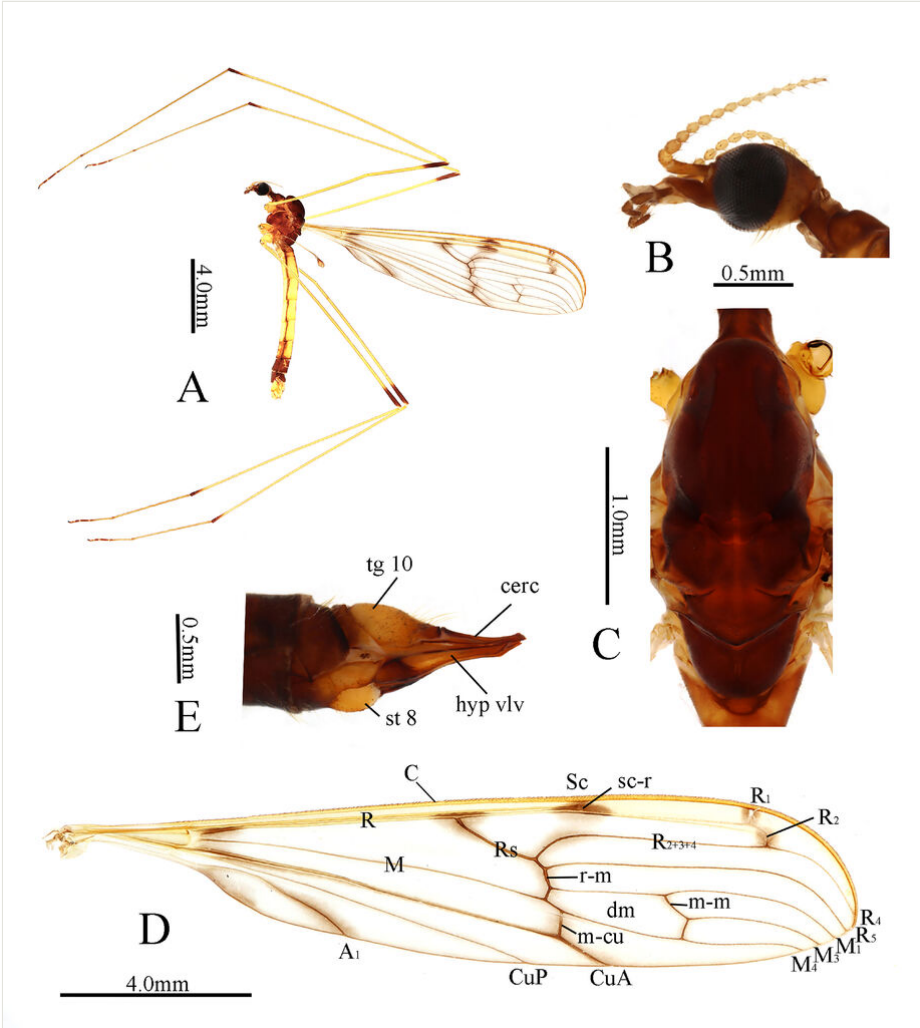 4.0mm
A
B
0.5mm
1.0mm
C
tg 10
cerc
0.5mm
st 8
hyp vlv
E
C
Sc
sc-r
R₁
R
R₂
Rs
R₂₊₃₊₄
M
r-m
m-m
dm
D
m-cu
R₄
R₅
A₁
M₁
M₃
M₄
CuP
CuA
4.0mm